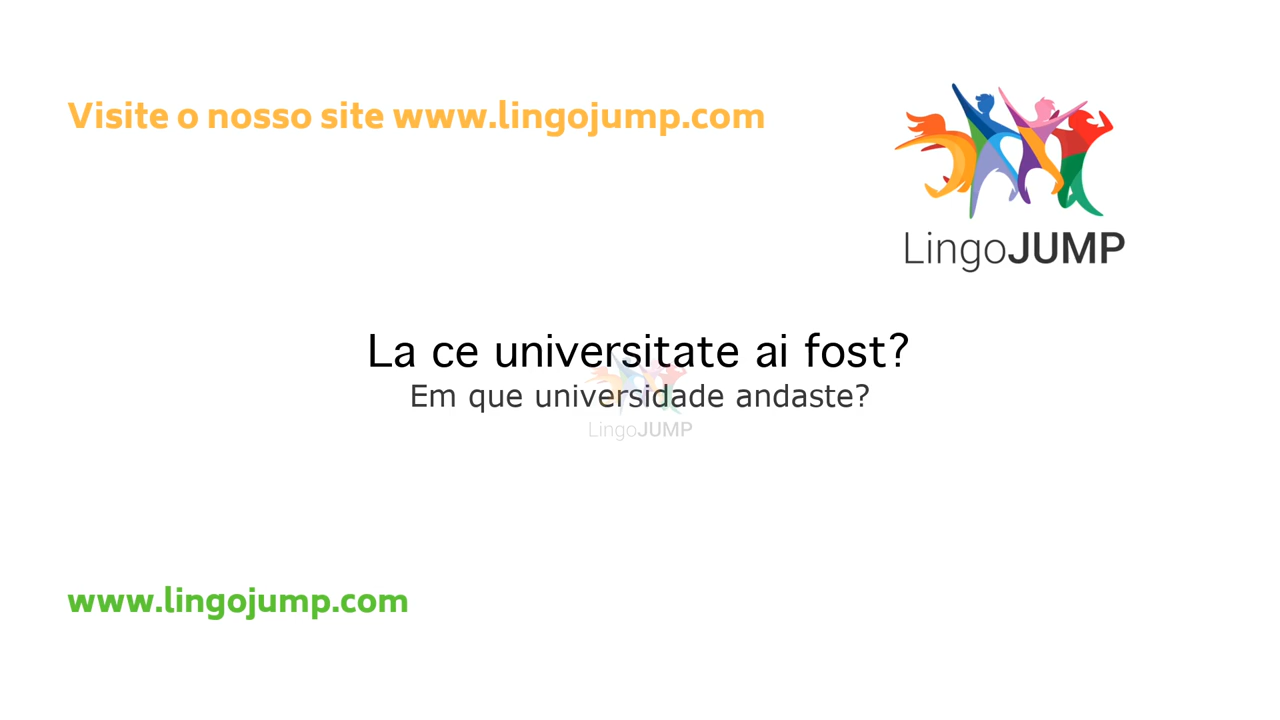 Visite o nosso site www.lingojump.com
LingoJUMP
La ce universitate ai fost?
Em que universidade andaste?
LingoJUMP
www.lingojump.com